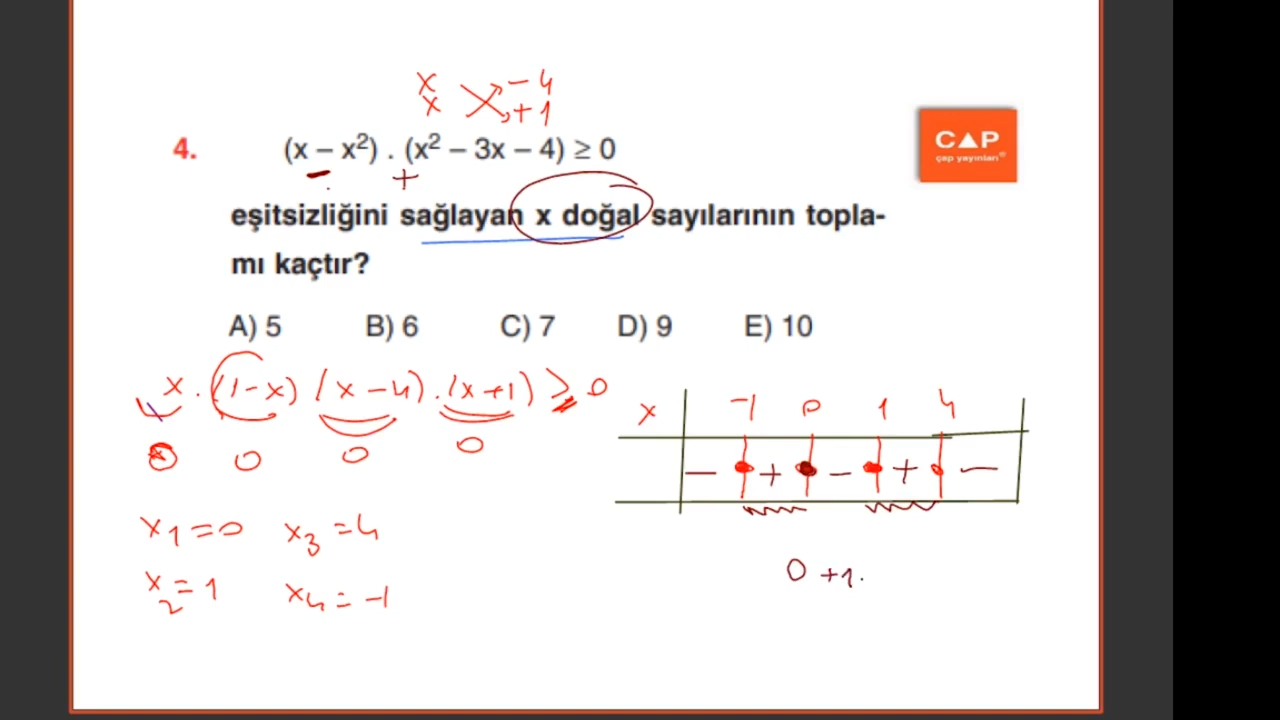 x -4
x +1
4. (x – x²) . (x² – 3x – 4) ≥ 0
- +
CAP
çap yayınları®
eşitsizliğini sağlayan x doğal sayılarının topla-
mı kaçtır?
A) 5 B) 6 C) 7 D) 9 E) 10
x . (1-x) (x-4) . (x+1) ≥ 0
0 0 0
x -1 0 1 4
- + - + -
x₁ = 0 x₃ = 4
x₂ = 1 x₄ = -1
0 +1.